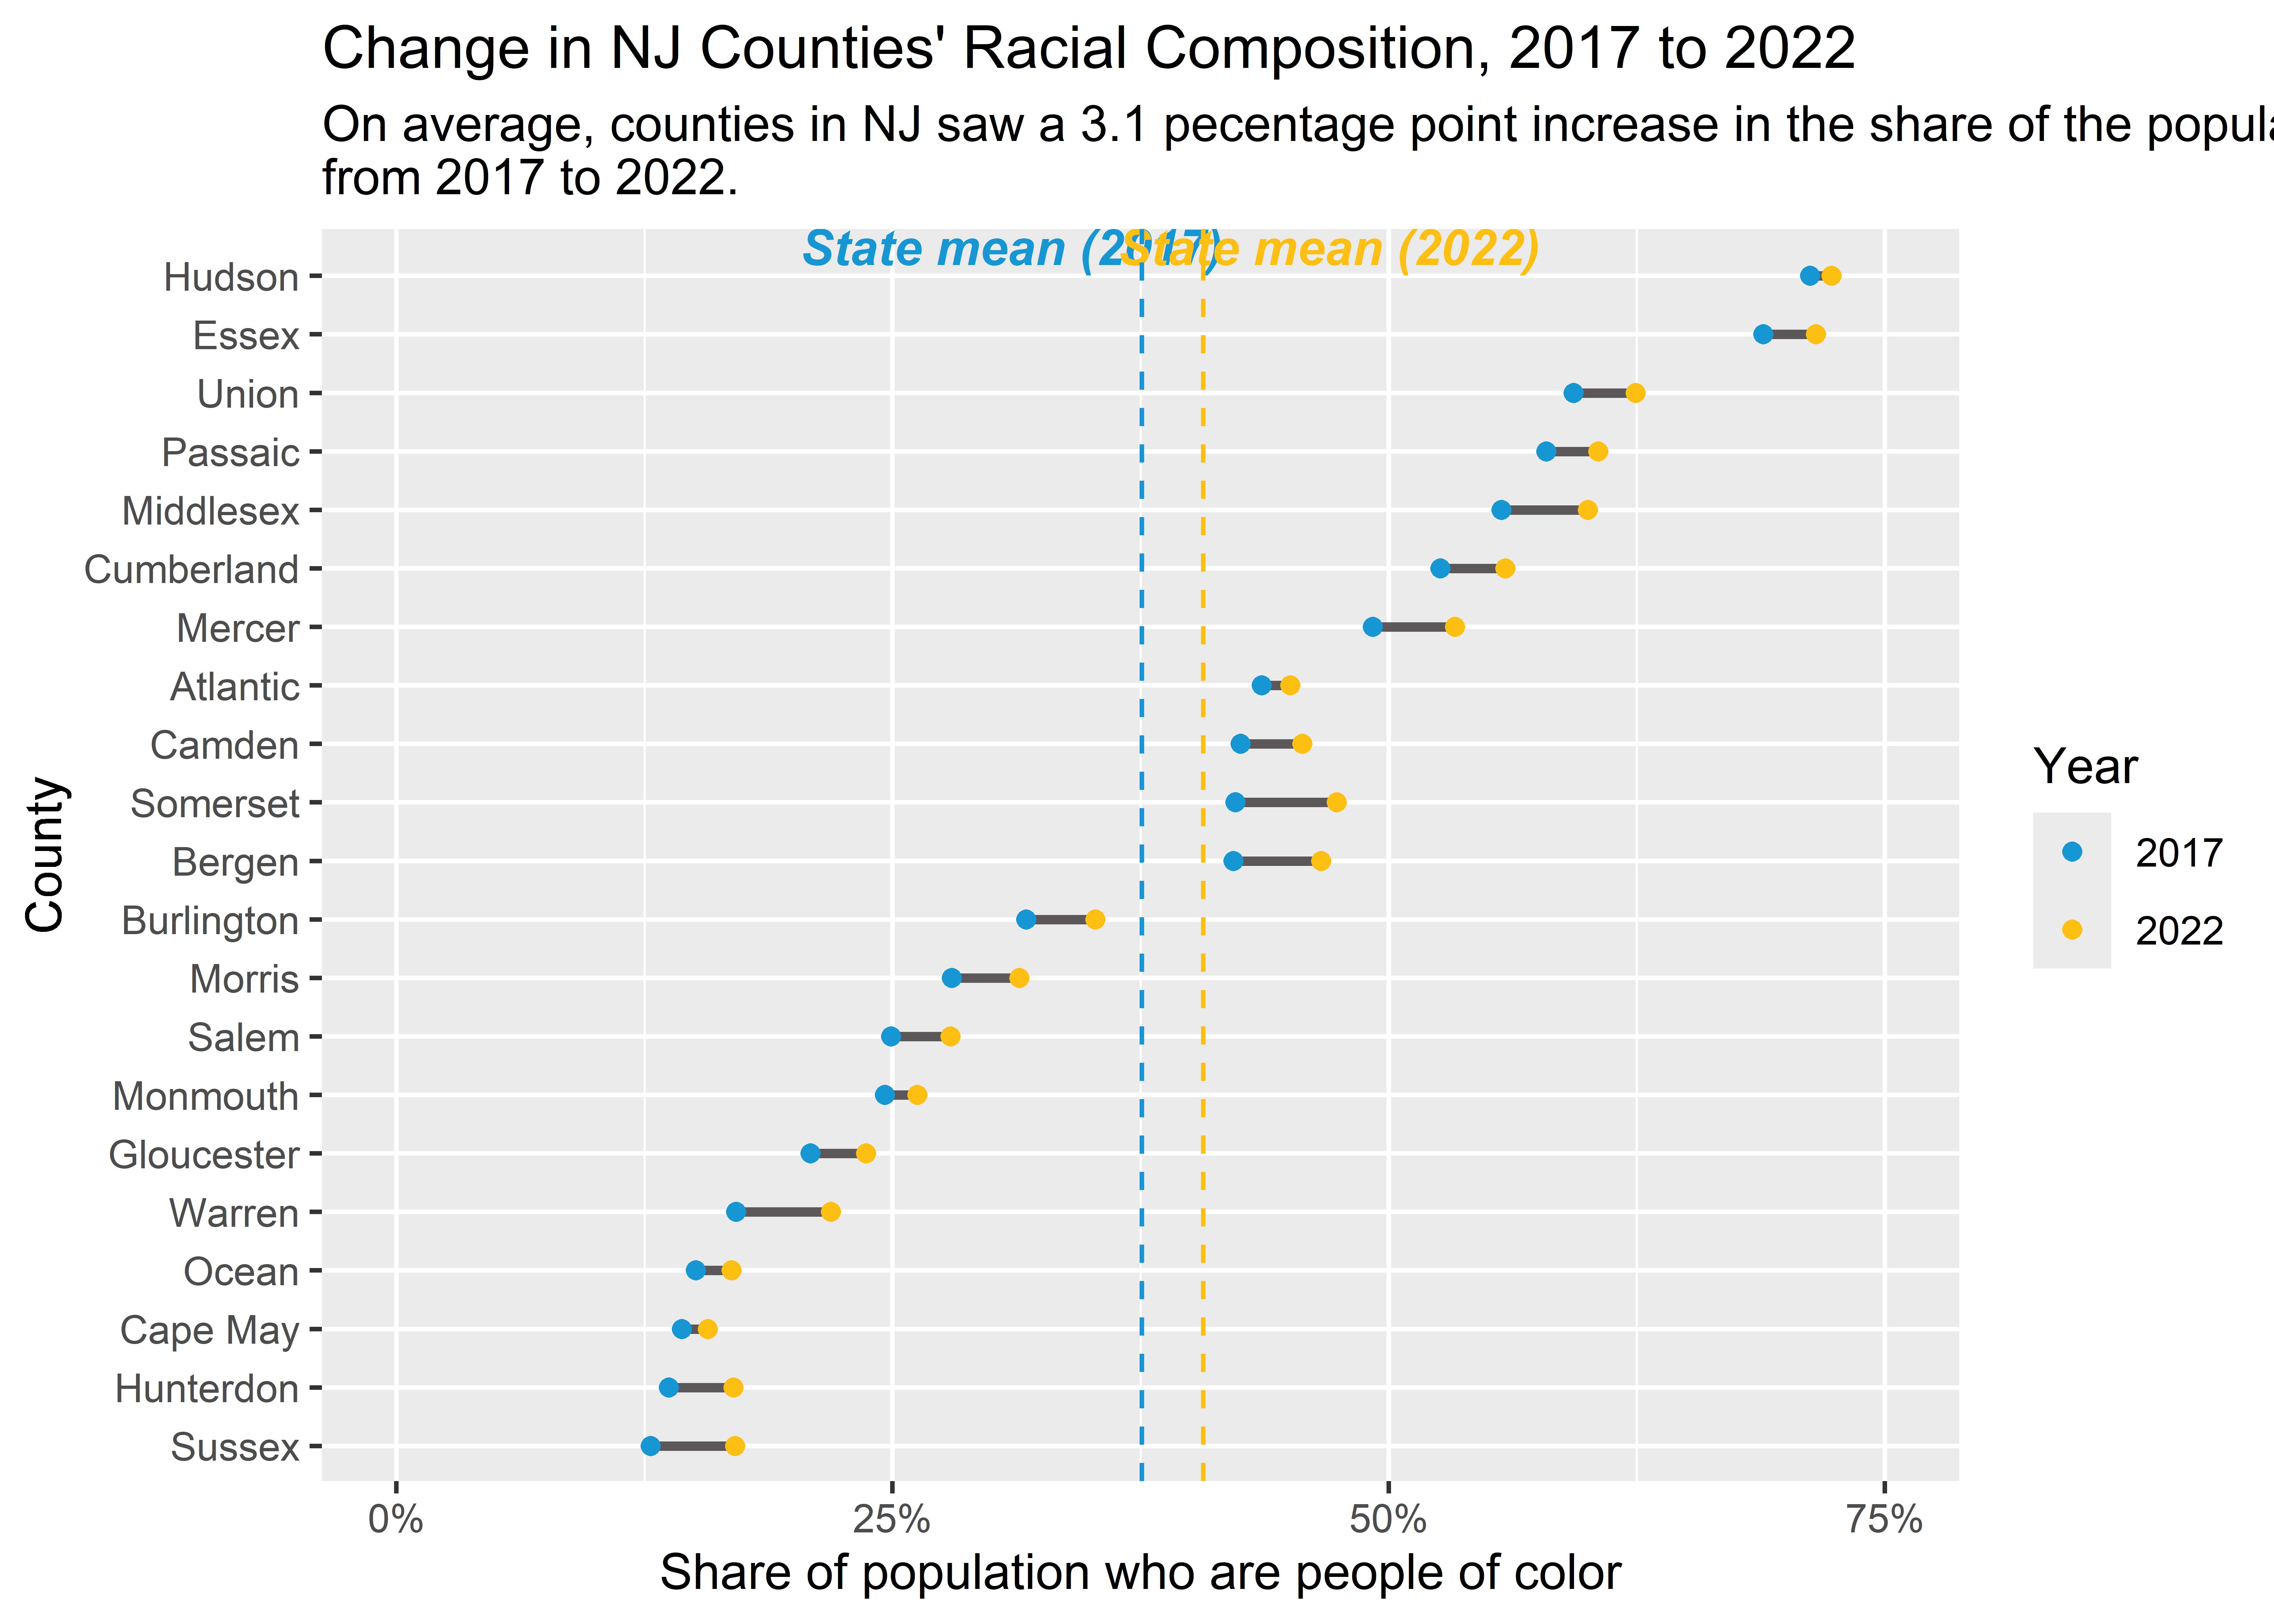 Change in NJ Counties' Racial Composition, 2017 to 2022
On average, counties in NJ saw a 3.1 pecentage point increase in the share of the
from 2017 to 2022.
State mean (2017)
State mean (2022)
Hudson
Essex
Union
Passaic
Middlesex
Cumberland
Mercer
Atlantic
Camden
Somerset
Bergen
Burlington
Morris
Salem
Monmouth
Gloucester
Warren
Ocean
Cape May
Hunterdon
Sussex
County
0%
25%
50%
75%
Share of population who are people of color
Year
2017
2022